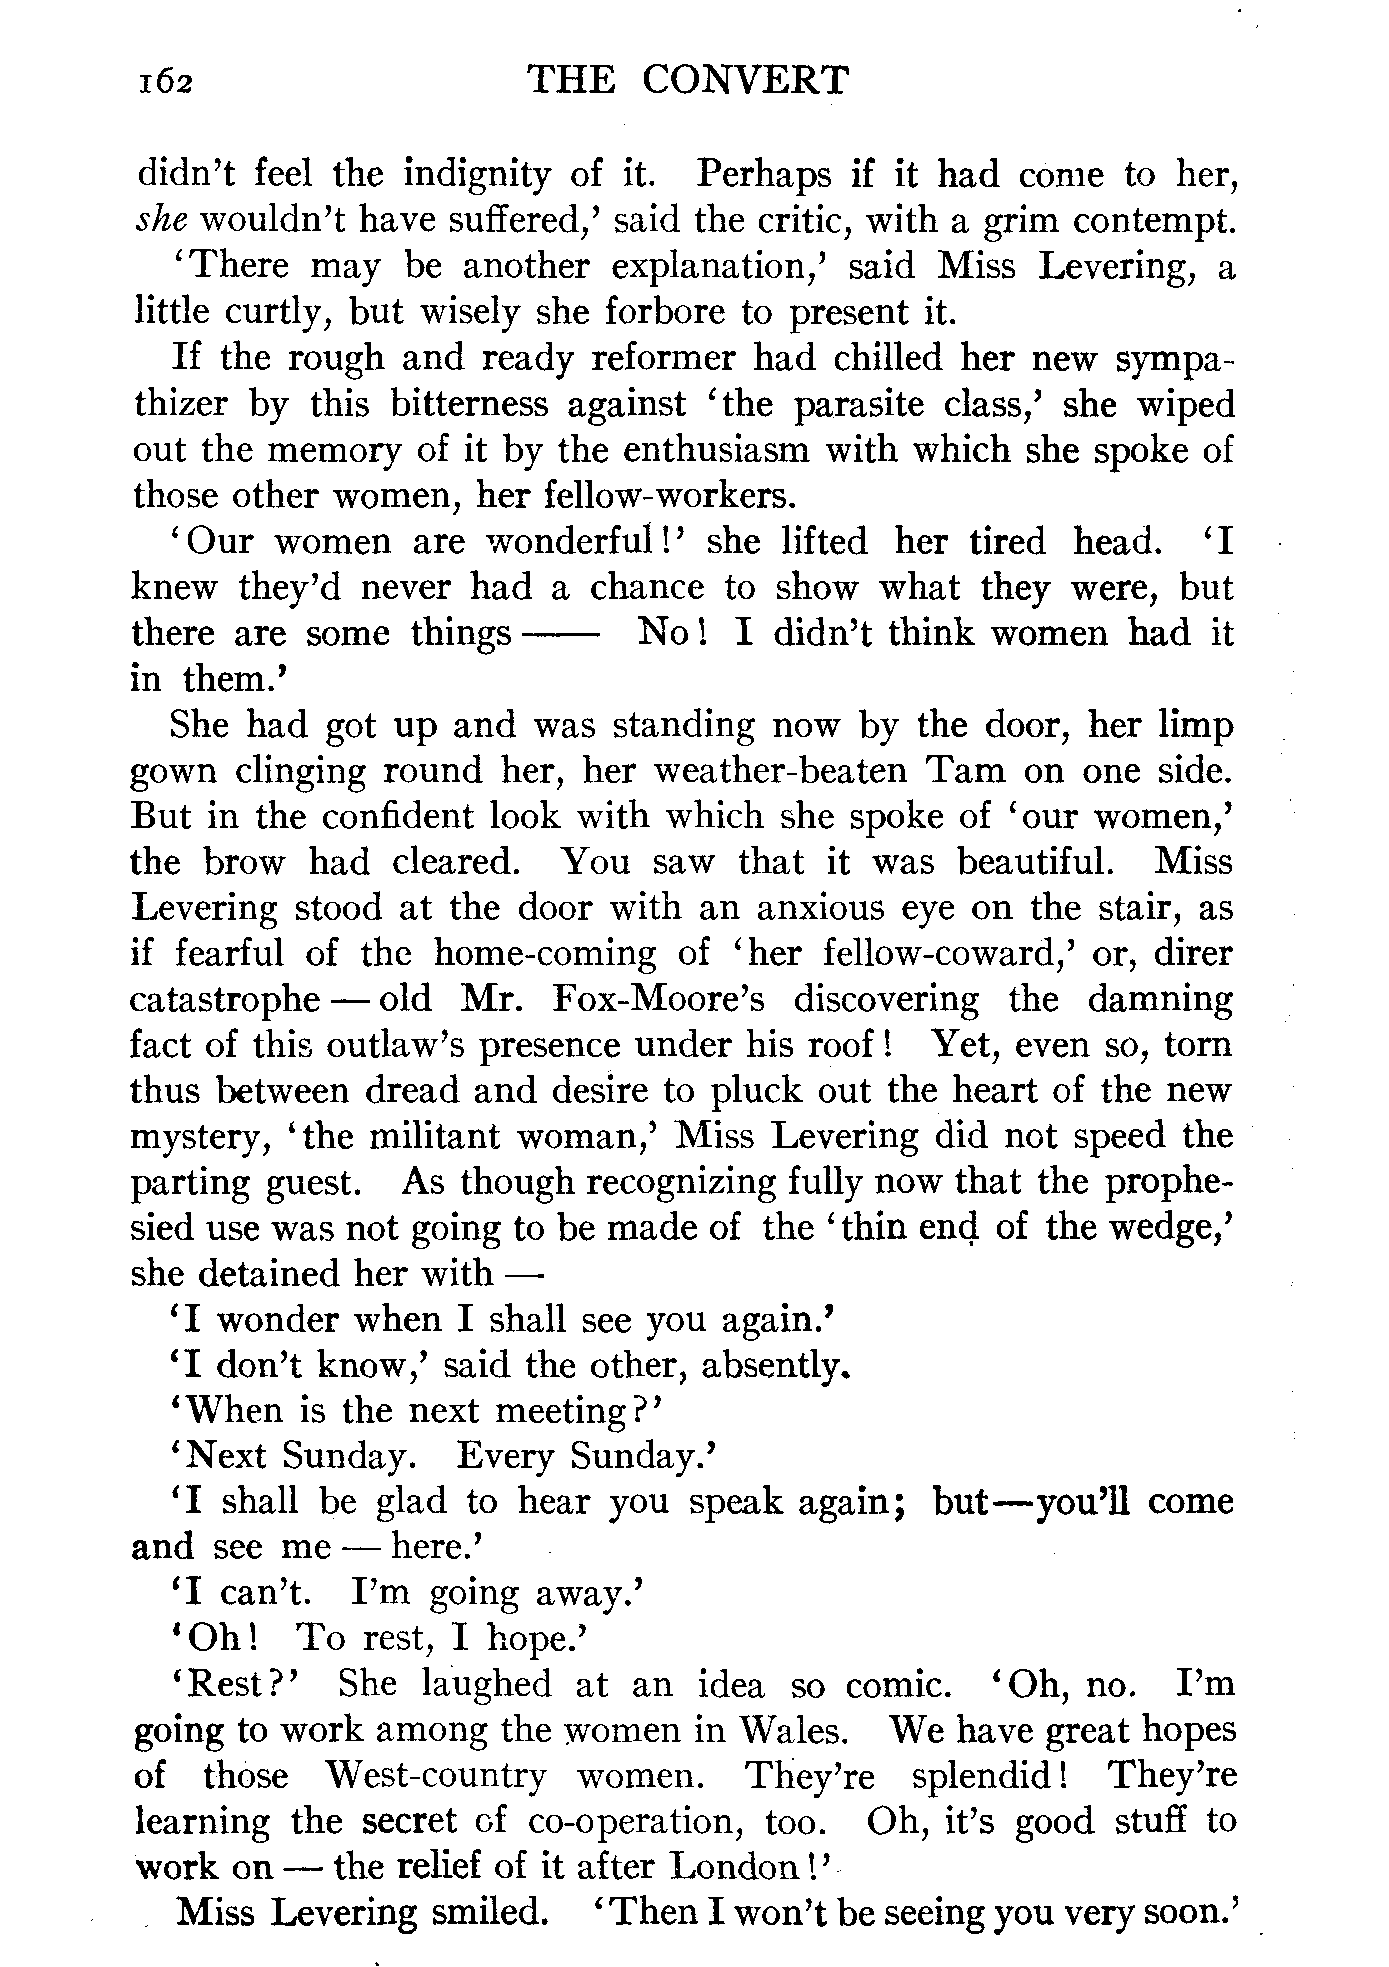 162 THE CONVERT
didn't feel the indignity of it. Perhaps if it had come to her,
she wouldn't have suffered,' said the critic, with a grim contempt.
'There may be another explanation,' said Miss Levering, a
little curtly, but wisely she forbore to present it.
If the rough and ready reformer had chilled her new sympa-
thizer by this bitterness against 'the parasite class,' she wiped
out the memory of it by the enthusiasm with which she spoke of
those other women, her fellow-workers.
'Our women are wonderful!' she lifted her tired head. 'I
knew they'd never had a chance to show what they were, but
there are some things —— No! I didn't think women had it
in them.'
She had got up and was standing now by the door, her limp
gown clinging round her, her weather-beaten Tam on one side.
But in the confident look with which she spoke of 'our women,'
the brow had cleared. You saw that it was beautiful. Miss
Levering stood at the door with an anxious eye on the stair, as
if fearful of the home-coming of 'her fellow-coward,' or, direr
catastrophe — old Mr. Fox-Moore's discovering the damning
fact of this outlaw's presence under his roof! Yet, even so, torn
thus between dread and desire to pluck out the heart of the new
mystery, 'the militant woman,' Miss Levering did not speed the
parting guest. As though recognizing fully now that the prophe-
sied use was not going to be made of the 'thin end of the wedge,'
she detained her with —
'I wonder when I shall see you again.'
'I don't know,' said the other, absently.
'When is the next meeting?'
'Next Sunday. Every Sunday.'
'I shall be glad to hear you speak again; but—you'll come
and see me — here.'
'I can't. I'm going away.'
'Oh! To rest, I hope.'
'Rest?' She laughed at an idea so comic. 'Oh, no. I'm
going to work among the women in Wales. We have great hopes
of those West-country women. They're splendid! They're
learning the secret of co-operation, too. Oh, it's good stuff to
work on — the relief of it after London!'
Miss Levering smiled. 'Then I won't be seeing you very soon.'